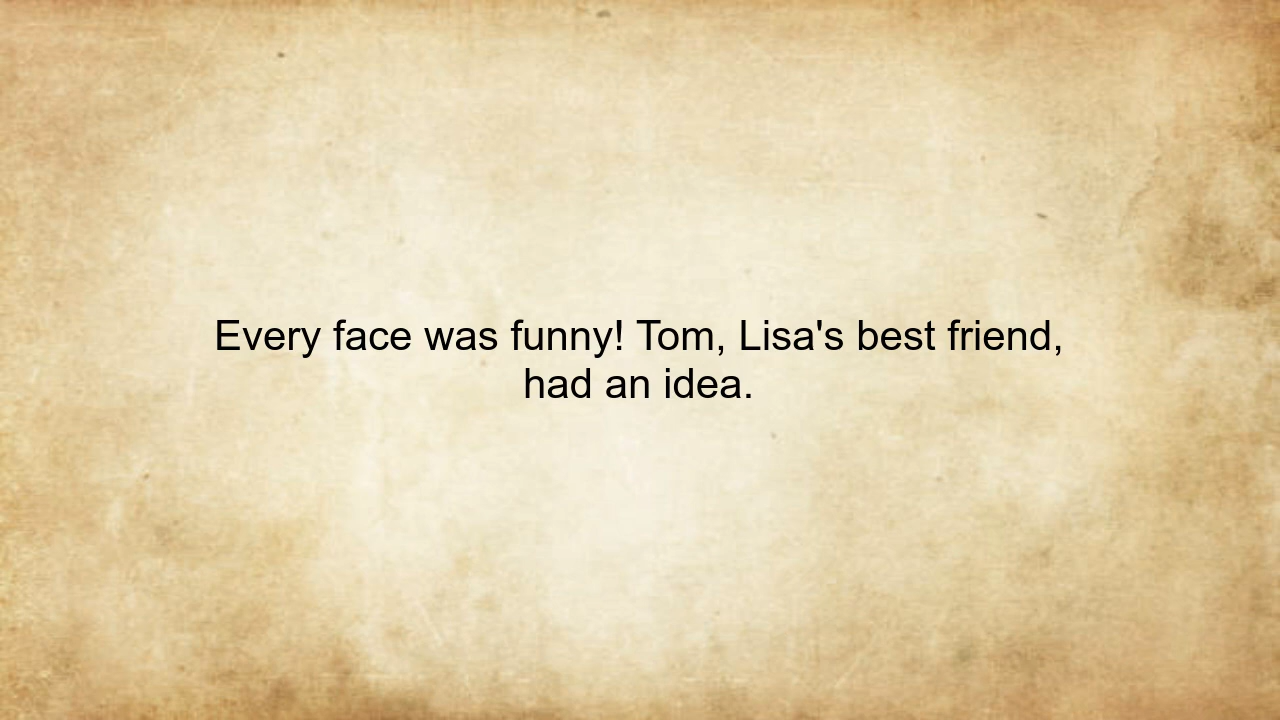 Every face was funny! Tom, Lisa's best friend,
had an idea.